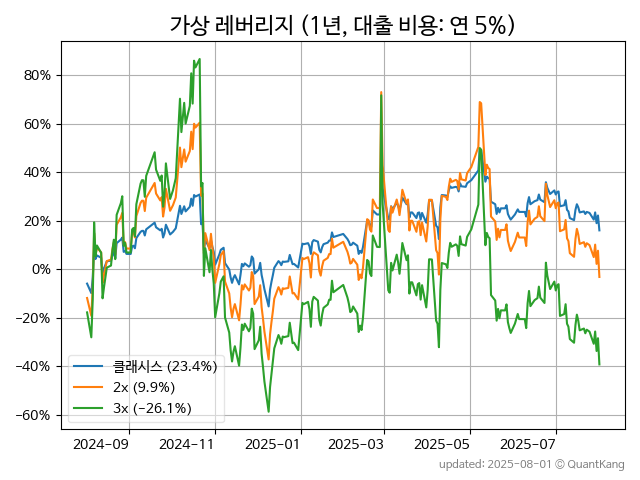 가상 레버리지 (1년, 대출 비용: 연 5%)
80%
60%
40%
20%
0%
−20%
−40%
−60%
클래시스 (23.4%)
2x (9.9%)
3x (−26.1%)
2024-09
2024-11
2025-01
2025-03
2025-05
2025-07
updated: 2025-08-01 © QuantKang